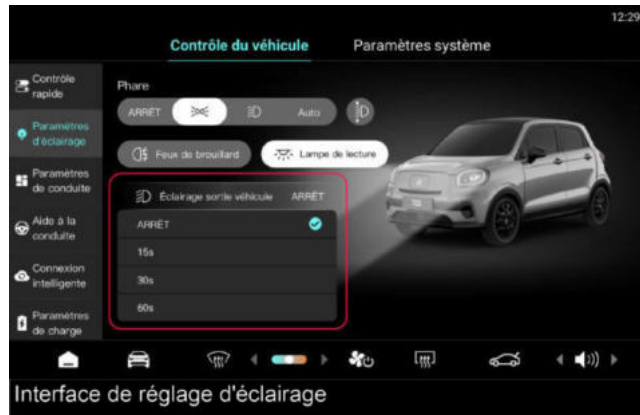 12:29
Contrôle du véhicule Paramètres système
Contrôle
rapide
Paramètres
d'éclairage
Paramètres
de conduite
Aide à la
conduite
Connexion
intelligente
Paramètres
de charge
Phare
ARRÊT Auto
Feux de brouillard Lampe de lecture
Éclairage sortie véhicule ARRÊT
ARRÊT
15s
30s
60s
Interface de réglage d'éclairage